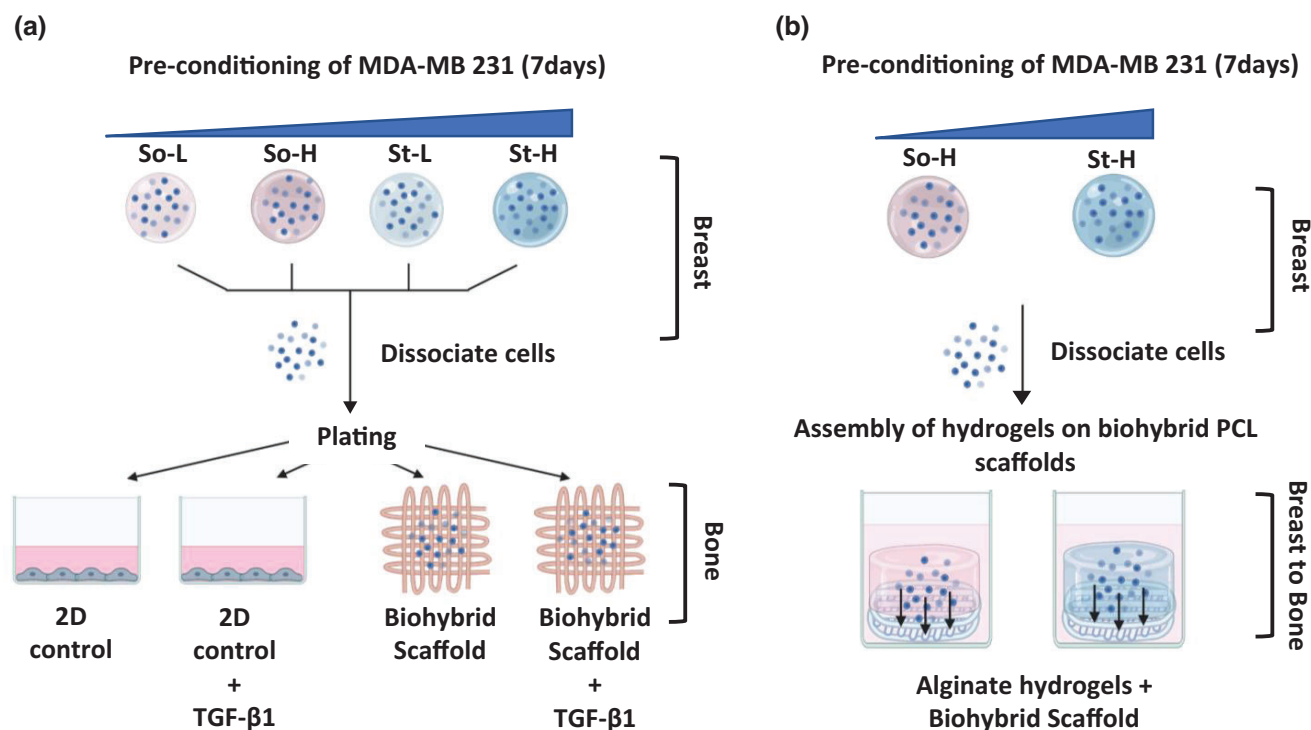 (a)
Pre-conditioning of MDA-MB 231 (7days)
So-L
So-H
St-L
St-H
Breast
Dissociate cells
Plating
2D
control
2D
control
+
TGF-β1
Biohybrid
Scaffold
Biohybrid
Scaffold
+
TGF-β1
Bone
(b)
Pre-conditioning of MDA-MB 231 (7days)
So-H
St-H
Breast
Dissociate cells
Assembly of hydrogels on biohybrid PCL
scaffolds
Breast to Bone
Alginate hydrogels +
Biohybrid Scaffold